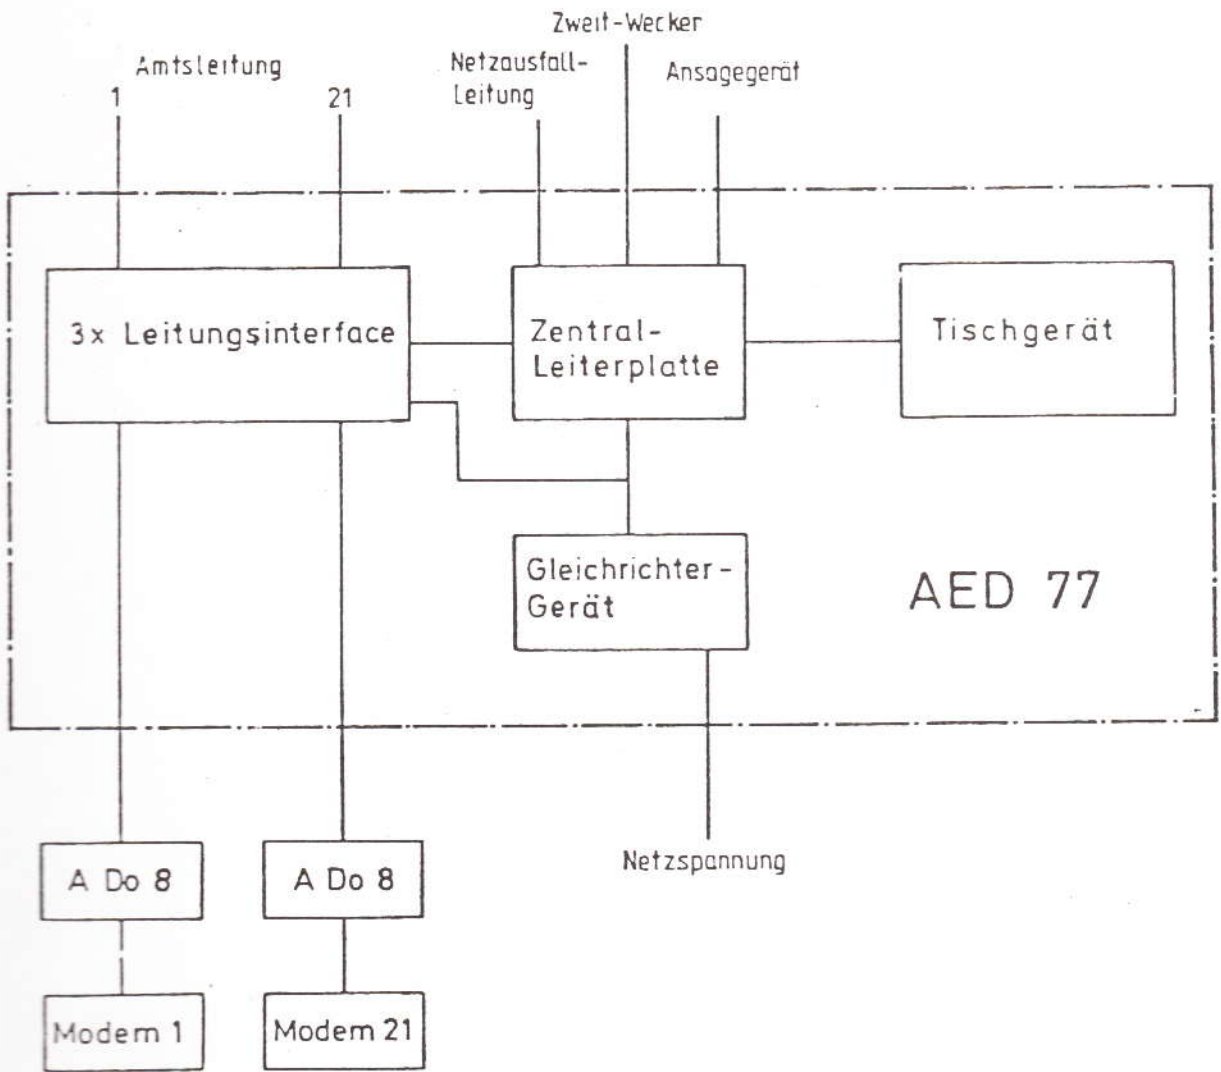 Zweit-Wecker
Amtsleitung
Netzausfall-
Leitung
Ansagegerät
1
21
3x Leitungsinterface
Zentral-
Leiterplatte
Tischgerät
Gleichrichter-
Gerät
AED 77
Netzspannung
A Do 8
A Do 8
Modem 1
Modem 21